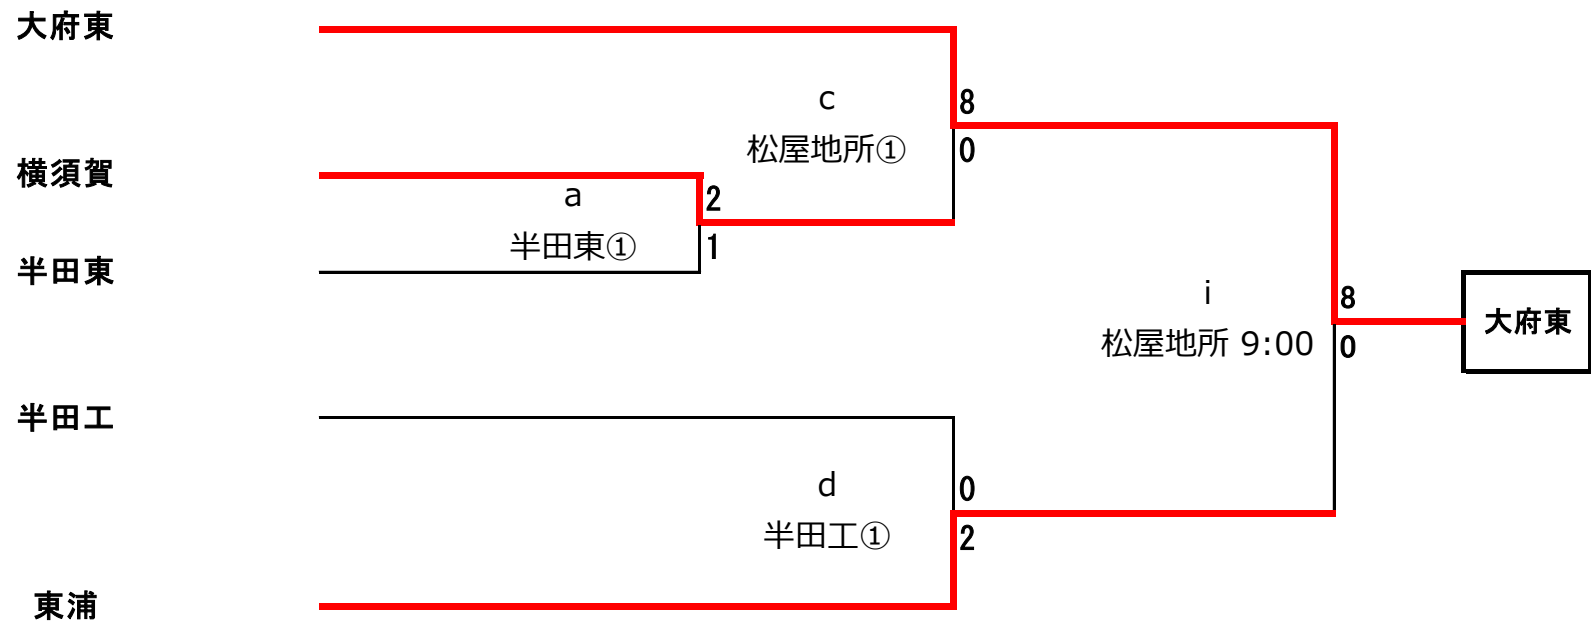 大府東
c
8
松屋地所①
0
横須賀
a
2
半田東①
1
半田東
i
8
大府東
松屋地所 9:00
0
半田工
d
0
半田工①
2
東浦